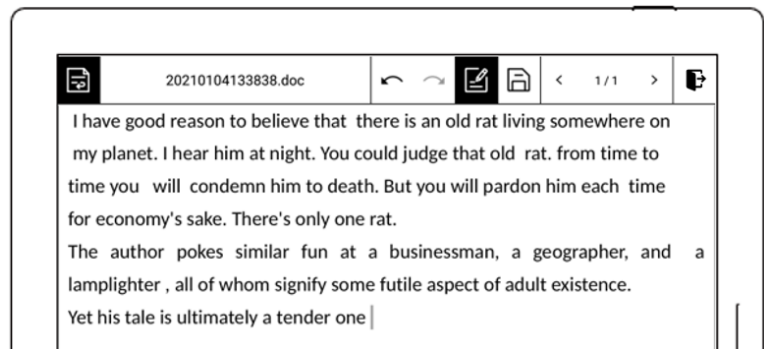 20210104133838.doc
1/1
I have good reason to believe that there is an old rat living somewhere on
my planet. I hear him at night. You could judge that old rat. from time to
time you will condemn him to death. But you will pardon him each time
for economy's sake. There's only one rat.
The author pokes similar fun at a businessman, a geographer, and a
lamplighter , all of whom signify some futile aspect of adult existence.
Yet his tale is ultimately a tender one